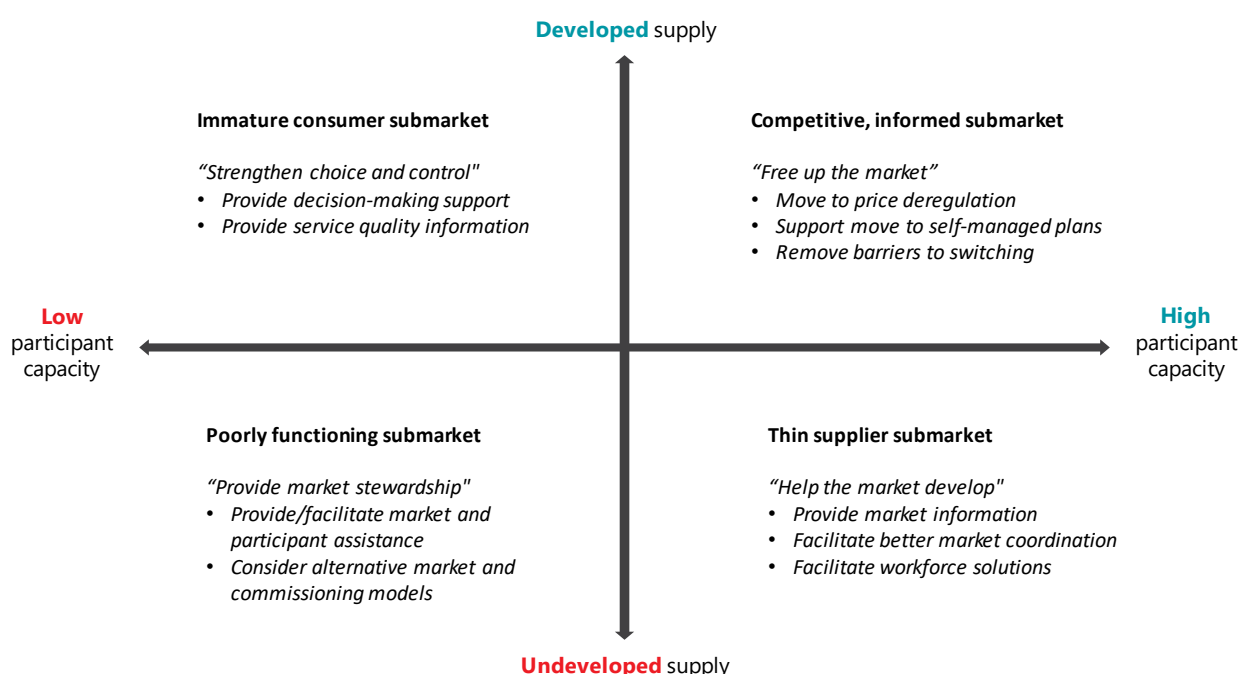 Developed supply
Immature consumer submarket
“Strengthen choice and control"
• Provide decision-making support
• Provide service quality information
Competitive, informed submarket
“Free up the market”
• Move to price deregulation
• Support move to self-managed plans
• Remove barriers to switching
Low
participant
capacity
High
participant
capacity
Poorly functioning submarket
“Provide market stewardship"
• Provide/facilitate market and
participant assistance
• Consider alternative market and
commissioning models
Thin supplier submarket
“Help the market develop"
• Provide market information
• Facilitate better market coordination
• Facilitate workforce solutions
Undeveloped supply